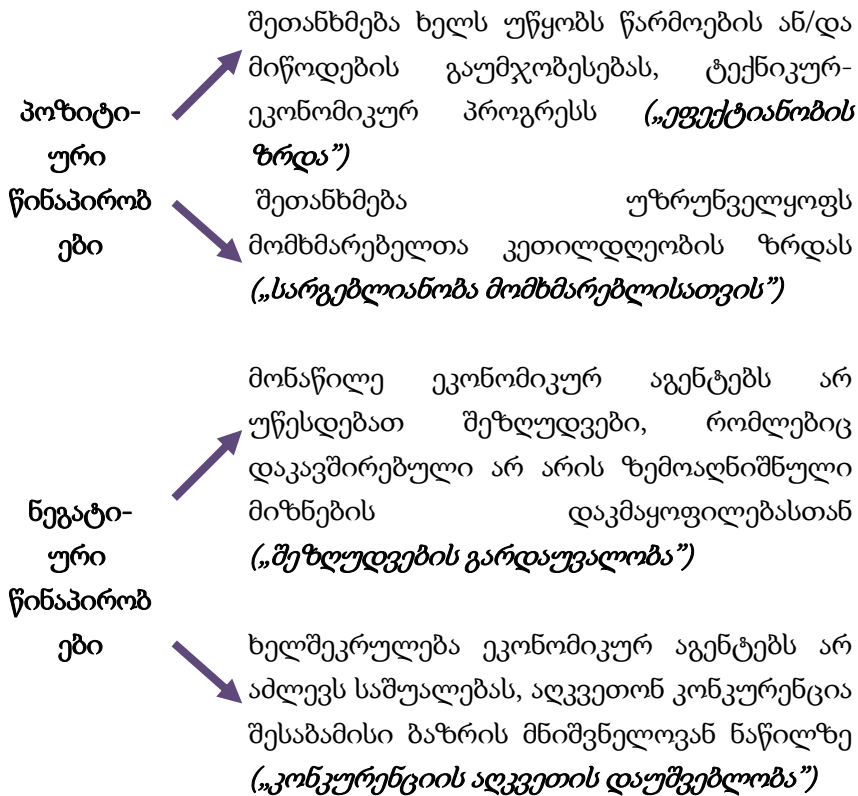 პოზიტი-
ური
წინაპირობ
ები
შეთანხმება ხელს უწყობს წარმოების ან/და
მიწოდების გაუმჯობესებას, ტექნიკურ-
ეკონომიკურ პროგრესს („ეფექტიანობის
ზრდა”)
შეთანხმება უზრუნველყოფს
მომხმარებელთა კეთილდღეობის ზრდას
(„სარგებლიანობა მომხმარებლისათვის”)
ნეგატი-
ური
წინაპირობ
ები
მონაწილე ეკონომიკურ აგენტებს არ
უწესდებათ შეზღუდვები, რომლებიც
დაკავშირებული არ არის ზემოაღნიშნული
მიზნების დაკმაყოფილებასთან
(„შეზღუდვების გარდაუვალობა”)
ხელშეკრულება ეკონომიკურ აგენტებს არ
აძლევს საშუალებას, აღკვეთონ კონკურენცია
შესაბამისი ბაზრის მნიშვნელოვან ნაწილზე
(„კონკურენციის აღკვეთის დაუშვებლობა”)